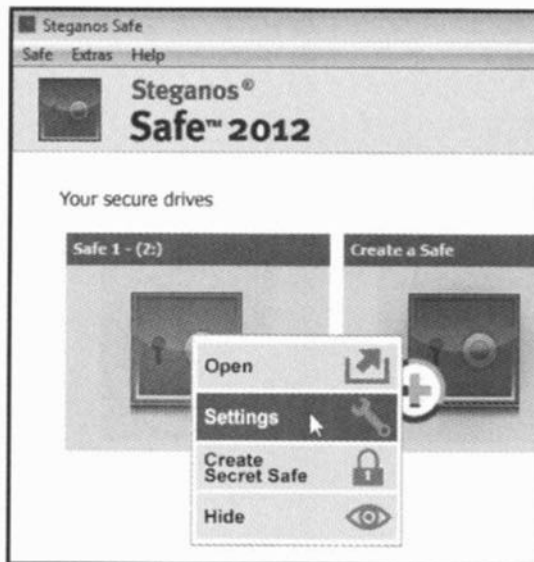 Steganos Safe
Safe Extras Help
Steganos®
Safe™ 2012
Your secure drives
Safe 1 - (2:)
Create a Safe
Open
Settings
Create
Secret Safe
Hide